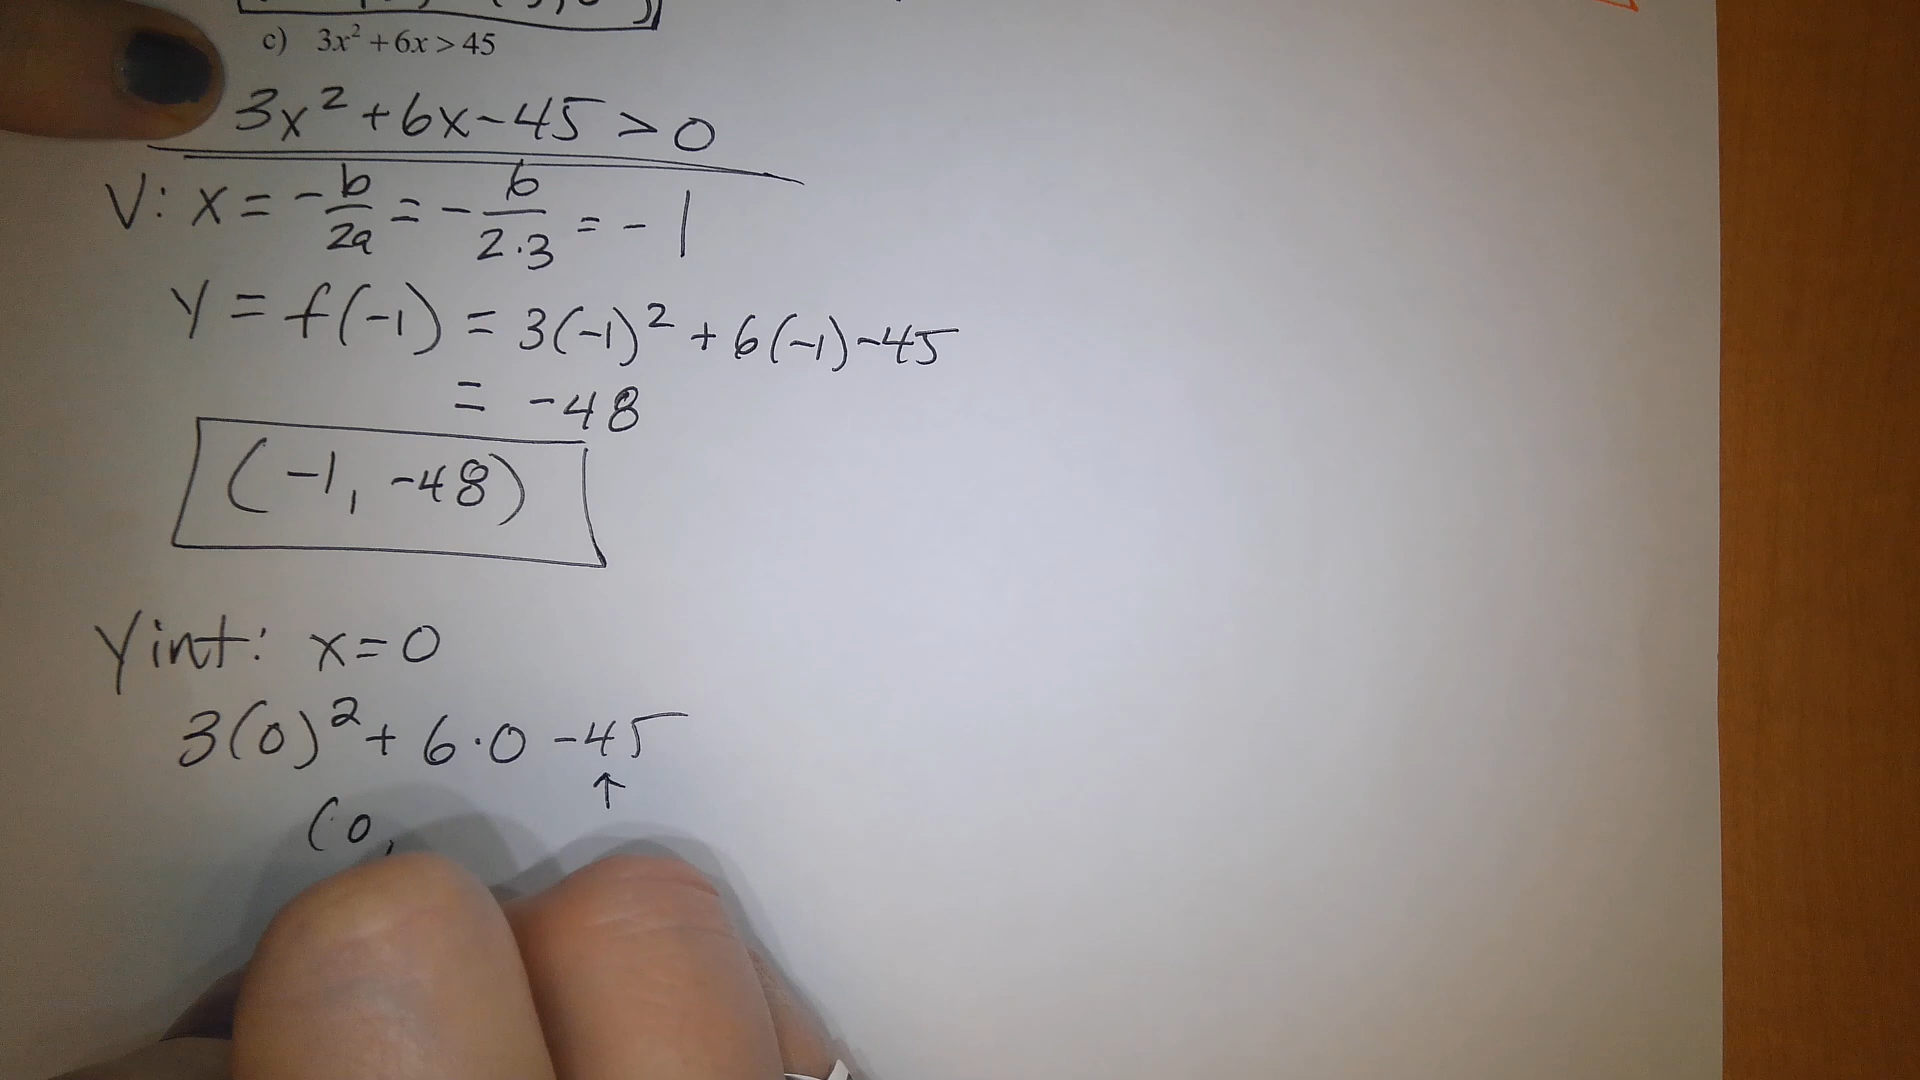 c) 3x² + 6x > 45
3x² + 6x - 45 > 0
V: x = -b/2a = -6/2·3 = -1
y = f(-1) = 3(-1)² + 6(-1) - 45
= -48
(-1, -48)
Yint: x = 0
3(0)² + 6·0 - 45
↑
(0,